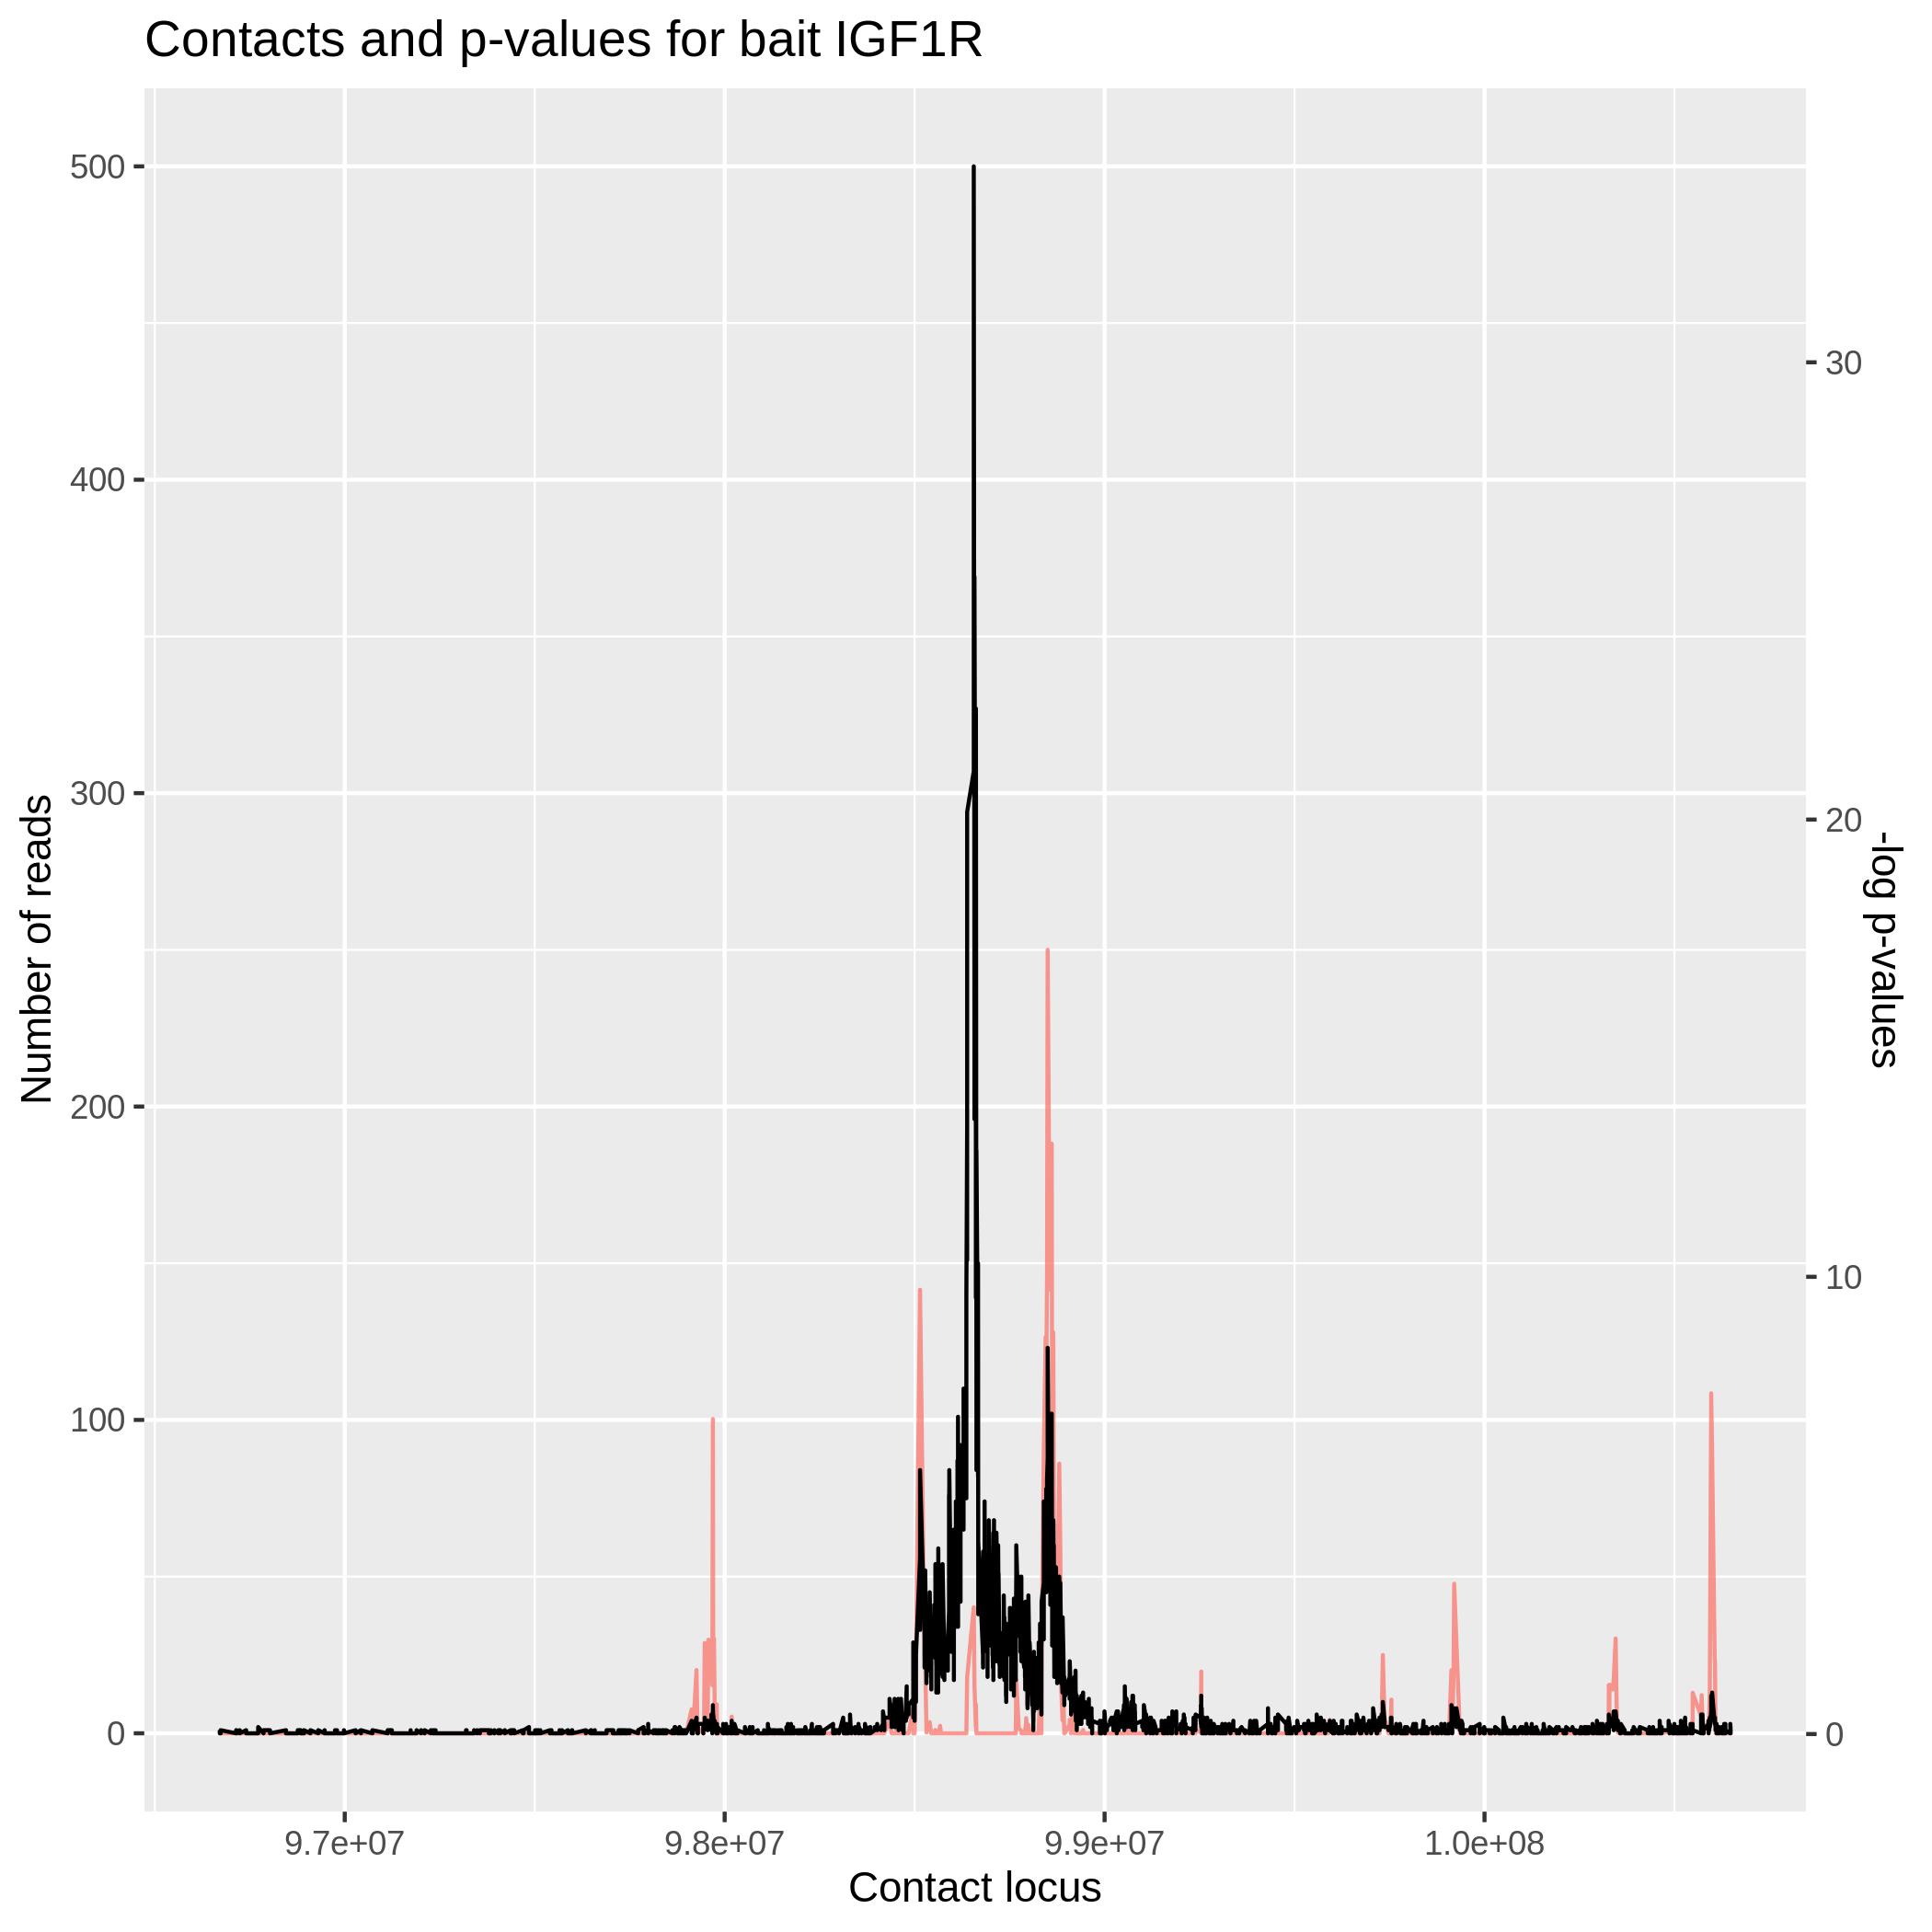 Contacts and p-values for bait IGF1R
500
400
300
200
100
0
Number of reads
30
20
10
0
-log p-values
9.7e+07 9.8e+07 9.9e+07 1.0e+08
Contact locus